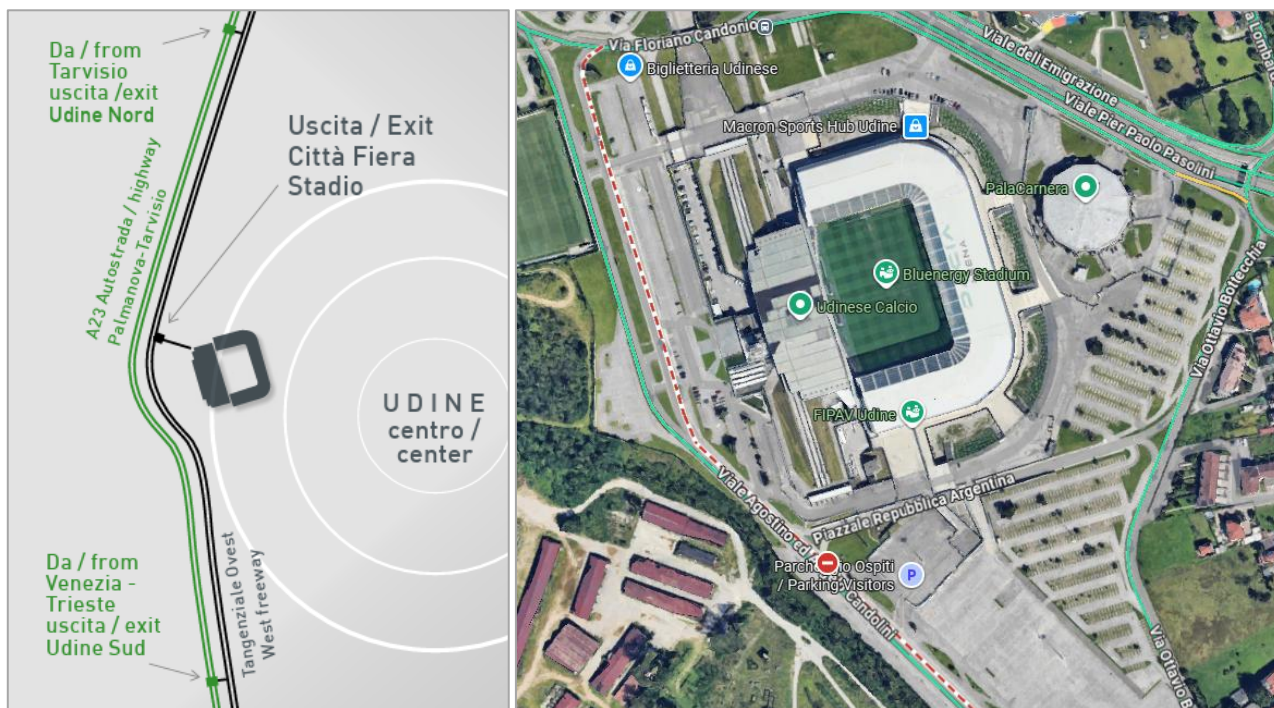 Da / from
Tarvisio
uscita /exit
Udine Nord
A23 Autostrada / highway
Palmanova-Tarvisio
Uscita / Exit
Città Fiera
Stadio
UDINE
centro /
center
Da / from
Venezia -
Trieste
uscita / exit
Udine Sud
Tangenziale Ovest
West freeway
Via Floriano Candonio
Biglietteria Udinese
Viale dell'Emigrazione
Viale Pier Paolo Pasolini
Macron Sports Hub Udine
PalaCarnera
Bluenergy Stadium
Udinese Calcio
Via Ottavio Bottecchia
FIPAV Udine
Piazzale Repubblica Argentina
Viale Agostino ed
Candolini
Ospiti
/ Parking Visitors
P
Via Ottavio B